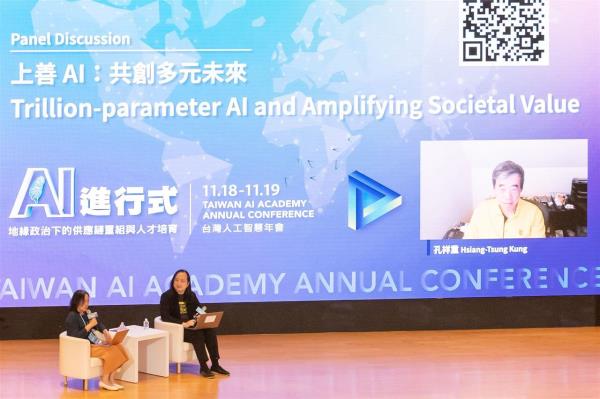 Panel Discussion
上善 AI：共創多元未來
Trillion-parameter AI and Amplifying Societal Value
AI 進行式
地緣政治下的供應鏈重組與人才培育
11.18-11.19
TAIWAN AI ACADEMY
ANNUAL CONFERENCE
台灣人工智慧年會
孔祥重 Hsiang-Tsung Kung
TAIWAN AI ACADEMY ANNUAL CONFERENCE